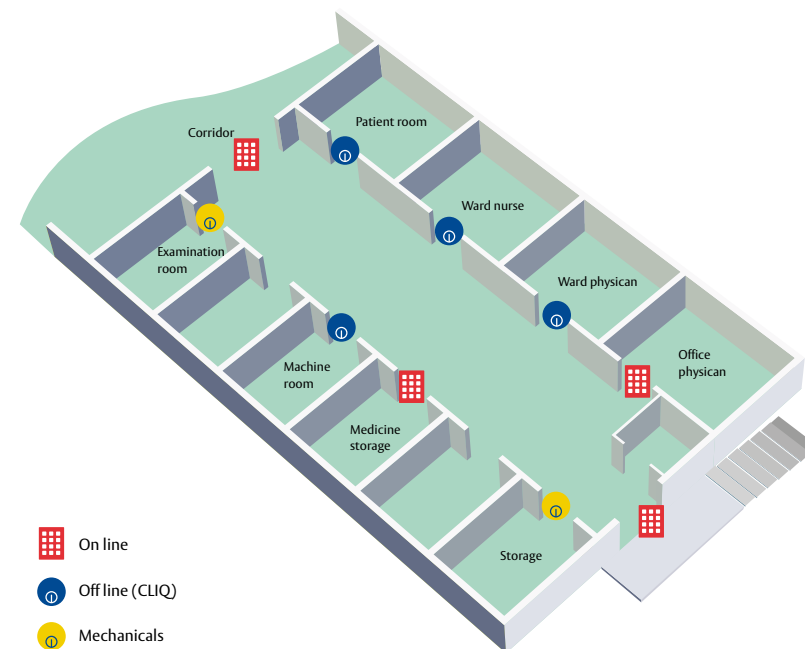 Corridor
Patient room
Ward nurse
Examination
room
Ward physican
Office
physican
Machine
room
Medicine
storage
Storage
On line
Off line (CLIQ)
Mechanicals